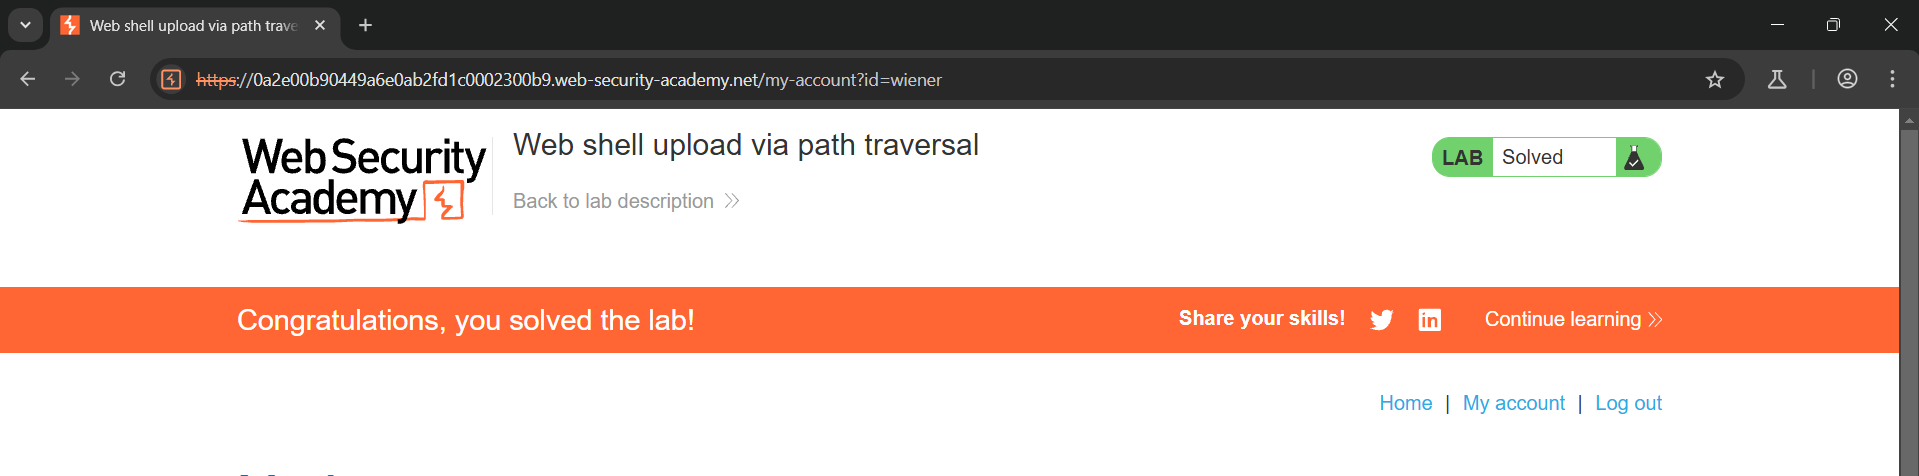 Web shell upload via path trave
https://0a2e00b90449a6e0ab2fd1c0002300b9.web-security-academy.net/my-account?id=wiener
Web Security
Academy
Web shell upload via path traversal
Back to lab description
LAB Solved
Congratulations, you solved the lab!
Share your skills!
Continue learning
Home | My account | Log out